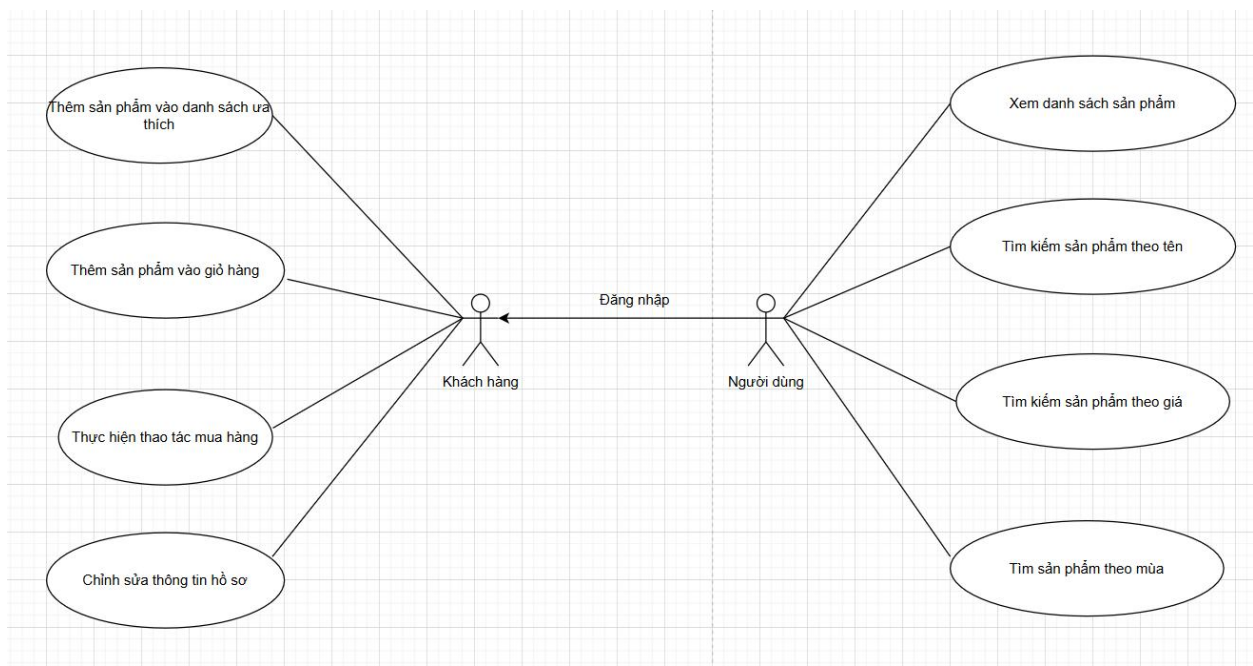 Thêm sản phẩm vào danh sách ưa
thích
Thêm sản phẩm vào giỏ hàng
Thực hiện thao tác mua hàng
Chỉnh sửa thông tin hồ sơ
Khách hàng
Đăng nhập
Người dùng
Xem danh sách sản phẩm
Tìm kiếm sản phẩm theo tên
Tìm kiếm sản phẩm theo giá
Tìm sản phẩm theo mùa